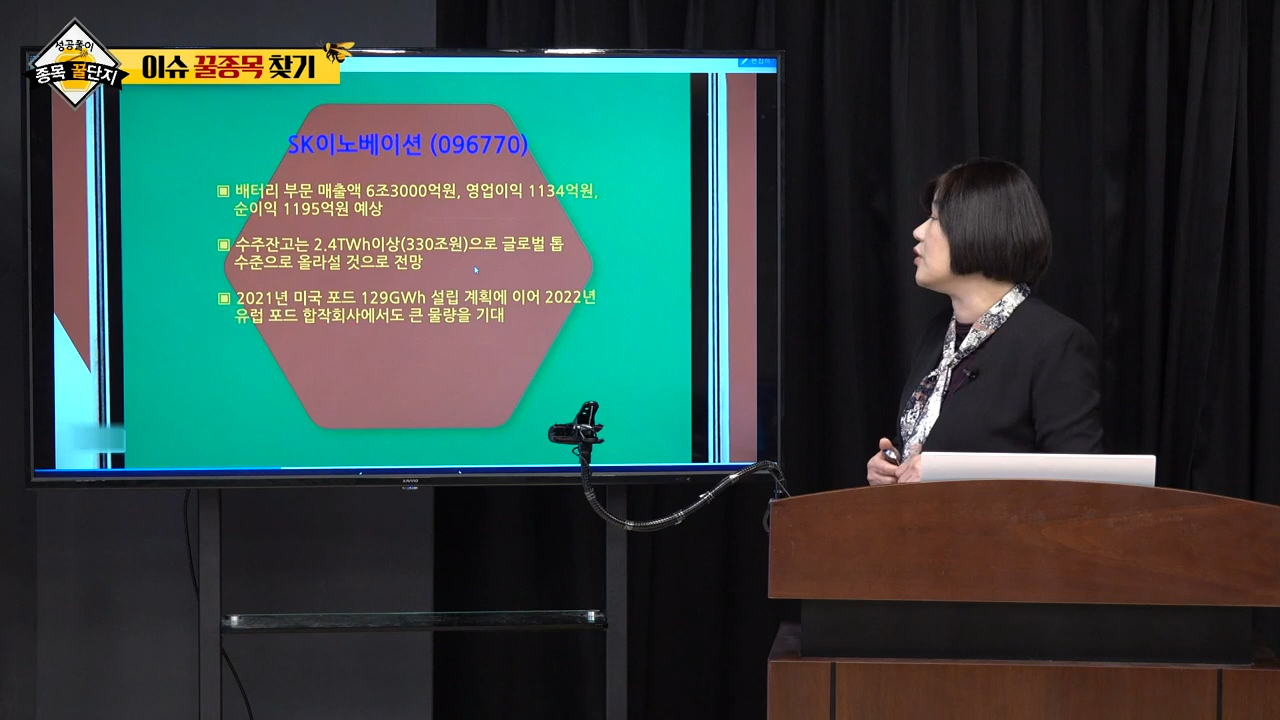 성공풀이
종목 꿀단지
이슈 꿀종목 찾기
SK이노베이션 (096770)
▣ 배터리 부문 매출액 6조3000억원, 영업이익 1134억원,
순이익 1195억원 예상
▣ 수주잔고는 2.4TWh이상(330조원)으로 글로벌 톱
수준으로 올라설 것으로 전망
▣ 2021년 미국 포드 129GWh 설립 계획에 이어 2022년
유럽 포드 합작회사에서도 큰 물량을 기대